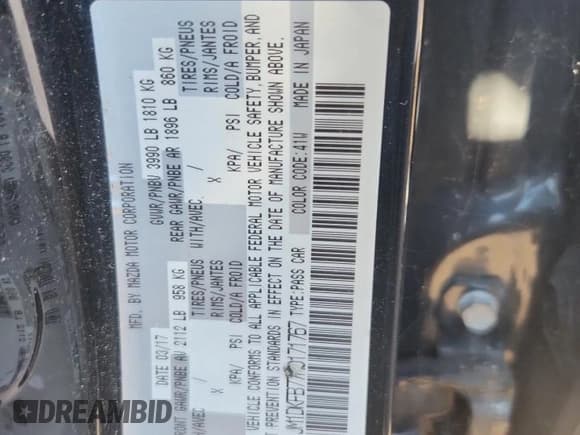 MFD. BY MAZDA MOTOR CORPORATION
DATE 03/17 GVWR/PNBV 3990 LB 1810 KG
FRONT GAWR/PNBE AV 2112 LB 958 KG REAR GAWR/PNBE AR 1896 LB 860 KG
WITH/AVEC / TIRES/PNEUS WITH/AVEC / TIRES/PNEUS
X RIMS/JANTES X RIMS/JANTES
KPA/ PSI COLD/A FROID KPA/ PSI COLD/A FROID
VEHICLE CONFORMS TO ALL APPLICABLE FEDERAL MOTOR VEHICLE SAFETY, BUMPER, AND
PREVENTION STANDARDS IN EFFECT ON THE DATE OF MANUFACTURE SHOWN ABOVE.
171767 TYPE:PASS CAR COLOR CODE:41W MADE IN JAPAN
DREAMBID